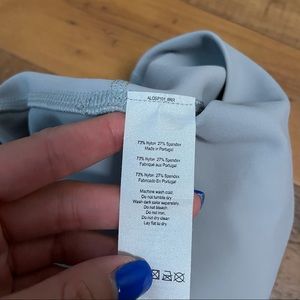 73% Nylon 27% Spandex
Made in Portugal
73% Nylon 27% Spandex
Fabriqué aux Portugal
73% Nylon 27% Spandex
Fabricado En Portugal
Machine wash cold
Do not tumble dry
Wash dark color separately
Do not bleach
Do not iron.
Do not dry clean
Lay flat to dry